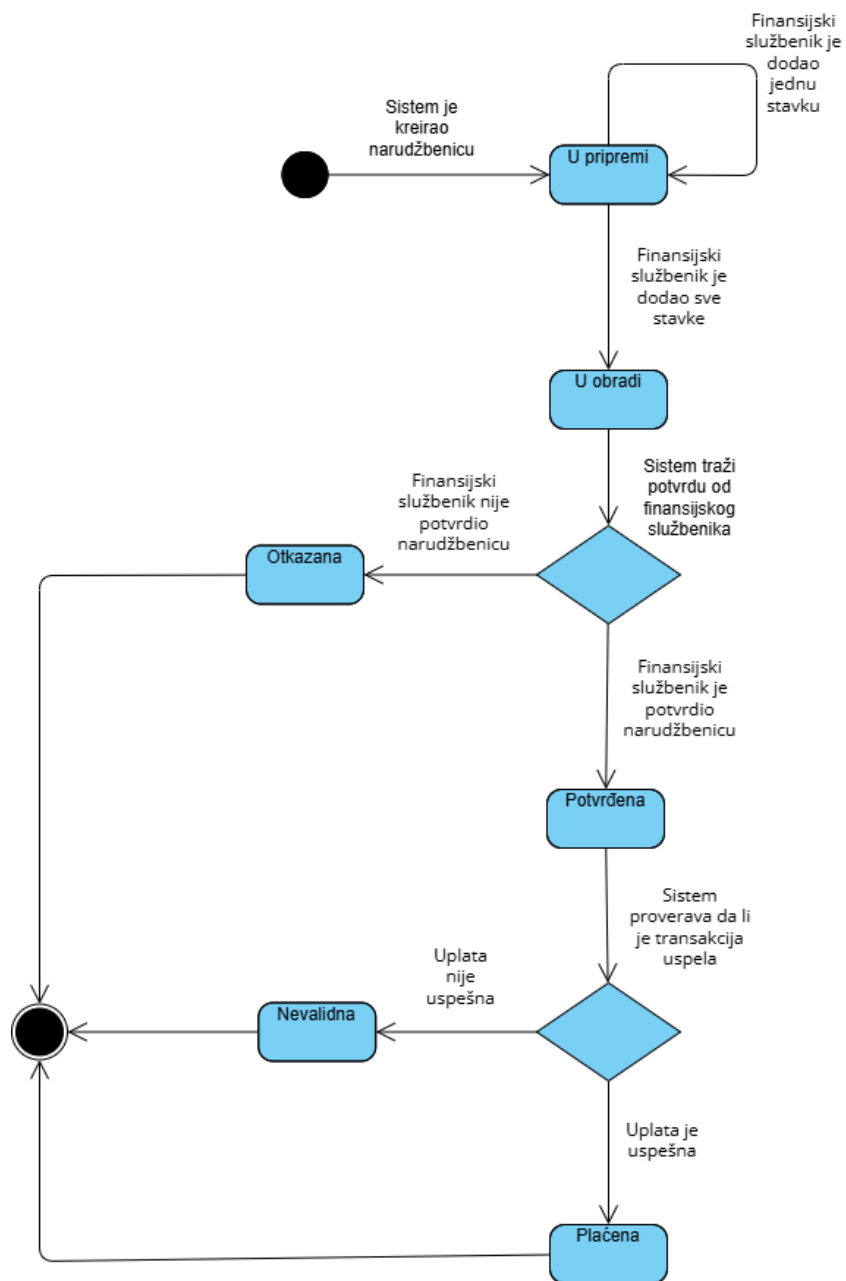 Finansijski
službenik je
dodao
jednu
stavku
Sistem je
kreirao
narudžbenicu
U pripremi
Finansijski
službenik je
dodao sve
stavke
U obradi
Sistem traži
potvrdu od
finansijskog
službenika
Finansijski
službenik nije
potvrdio
narudžbenicu
Otkazana
Finansijski
službenik je
potvrdio
narudžbenicu
Potvrđena
Sistem
proverava da li
je transakcija
uspela
Uplata
nije
uspešna
Nevalidna
Uplata je
uspešna
Plaćena